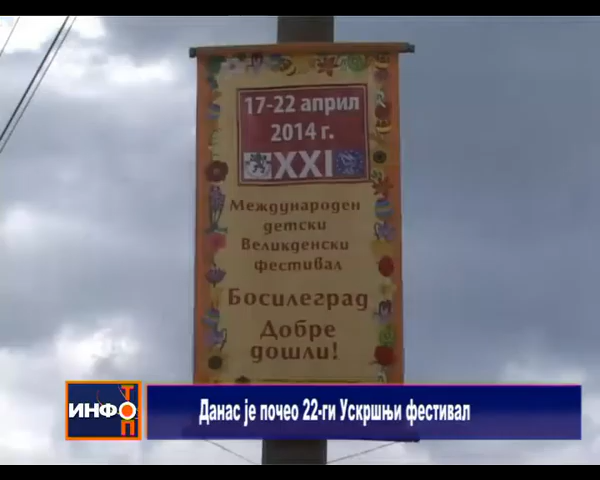 17-22 април
2014 г.
XXI
Международен
детски
Великденски
фестивал
Босилеград
Добре
дошли!
ИНФО
ТОП
Данас је почео 22-ги Ускршњи фестивал